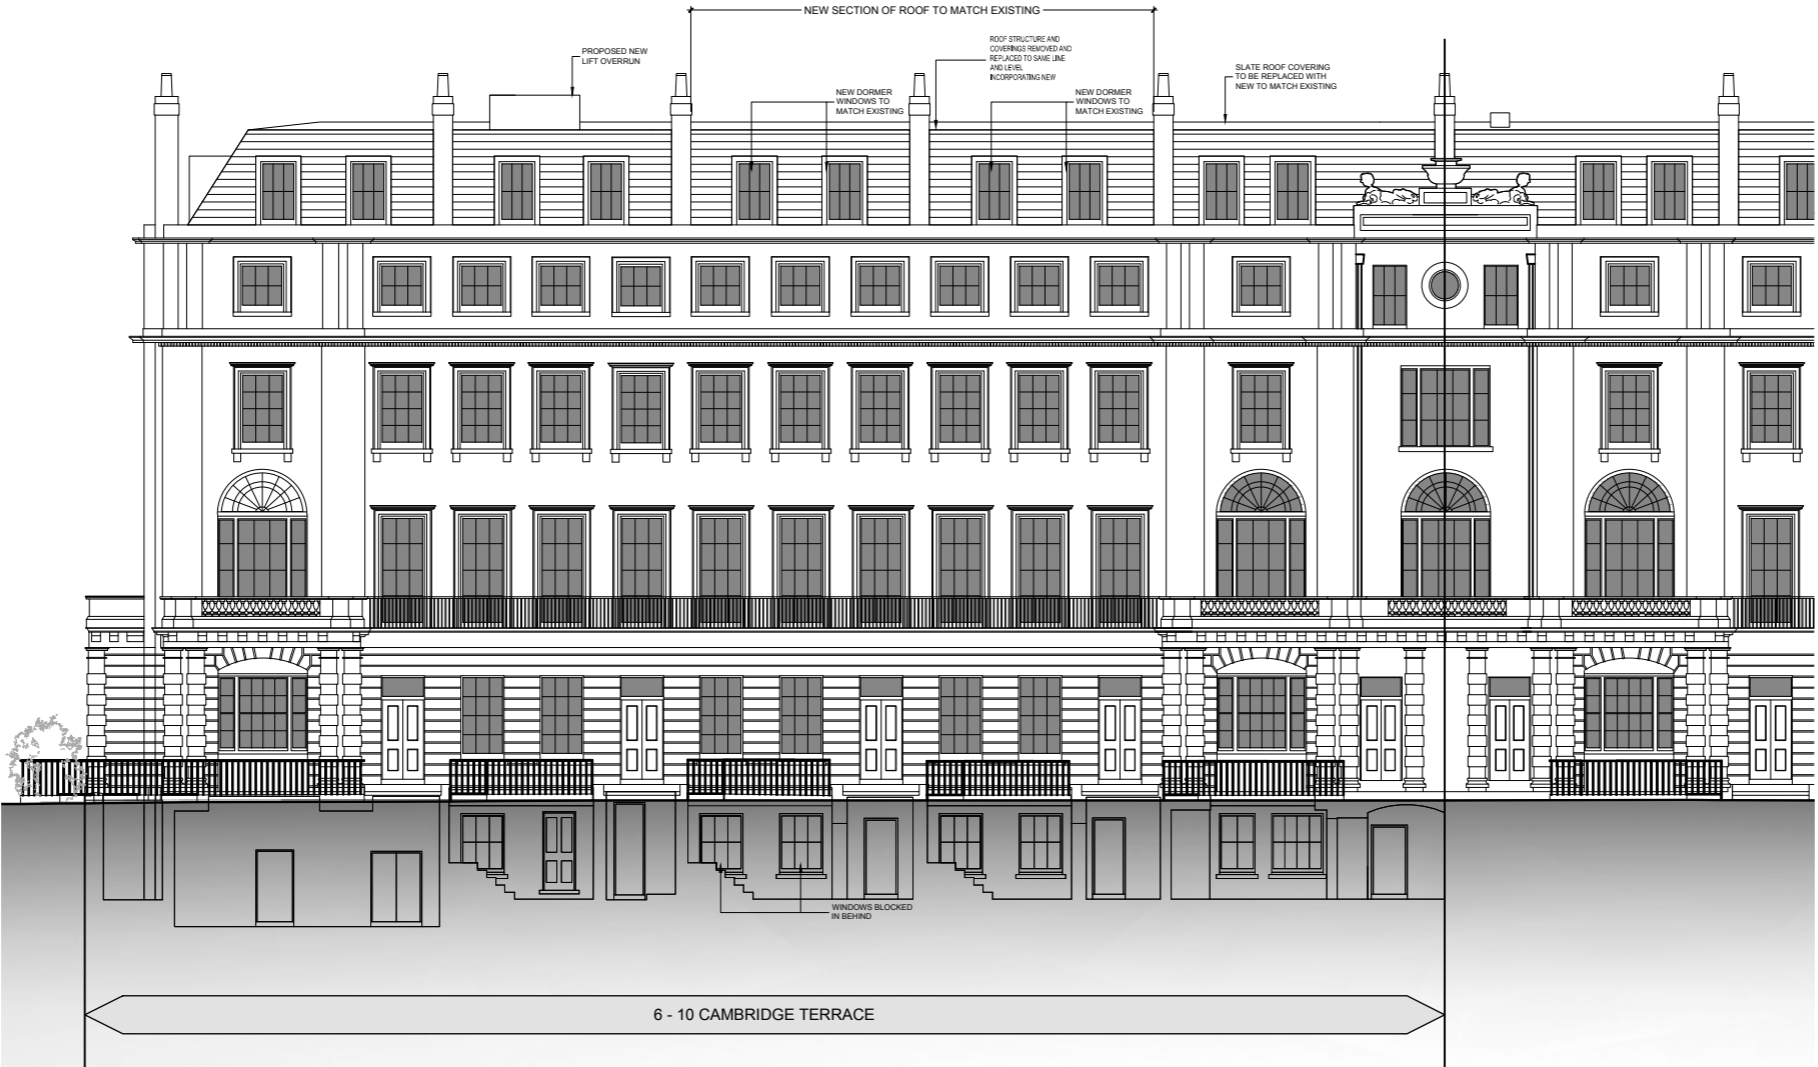 NEW SECTION OF ROOF TO MATCH EXISTING
PROPOSED NEW
LIFT OVERRUN
ROOF STRUCTURE AND
COVERINGS REMOVED AND
REPLACED TO SAME LINE
AND LEVEL
INCORPORATING NEW
SLATE ROOF COVERING
TO BE REPLACED WITH
NEW TO MATCH EXISTING
NEW DORMER
WINDOWS TO
MATCH EXISTING
NEW DORMER
WINDOWS TO
MATCH EXISTING
WINDOWS BLOCKED
IN BEHIND
6 - 10 CAMBRIDGE TERRACE